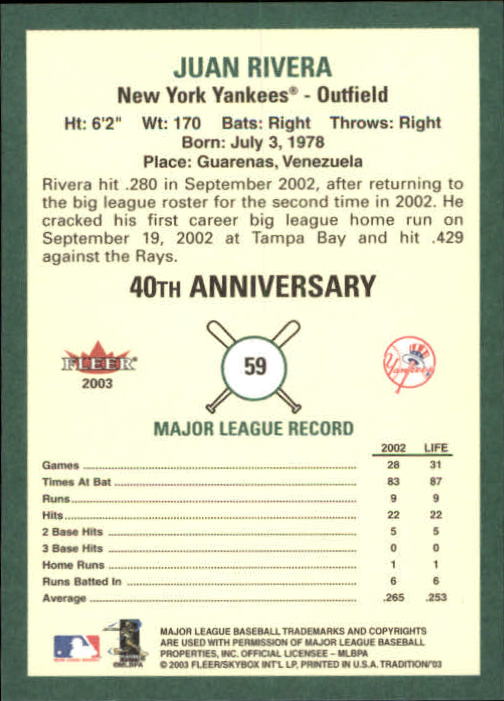 JUAN RIVERA
New York Yankees® - Outfield
Ht: 6'2" Wt: 170 Bats: Right Throws: Right
Born: July 3, 1978
Place: Guarenas, Venezuela
Rivera hit .280 in September 2002, after returning to
the big league roster for the second time in 2002. He
cracked his first career big league home run on
September 19, 2002 at Tampa Bay and hit .429
against the Rays.
40TH ANNIVERSARY
FLEER®
2003
59
Yankees
MAJOR LEAGUE RECORD
2002 LIFE
Games 28 31
Times At Bat 83 87
Runs 9 9
Hits 22 22
2 Base Hits 5 5
3 Base Hits 0 0
Home Runs 1 1
Runs Batted In 6 6
Average .265 .253
©MLBPA
MAJOR LEAGUE BASEBALL TRADEMARKS AND COPYRIGHTS
ARE USED WITH PERMISSION OF MAJOR LEAGUE BASEBALL
PROPERTIES, INC. OFFICIAL LICENSEE - MLBPA
© 2003 FLEER/SKYBOX INT'L LP, PRINTED IN U.S.A. TRADITION/'03